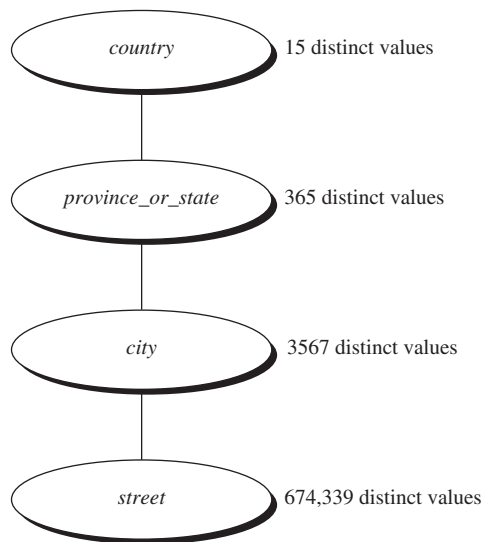 country 15 distinct values
province_or_state 365 distinct values
city 3567 distinct values
street 674,339 distinct values